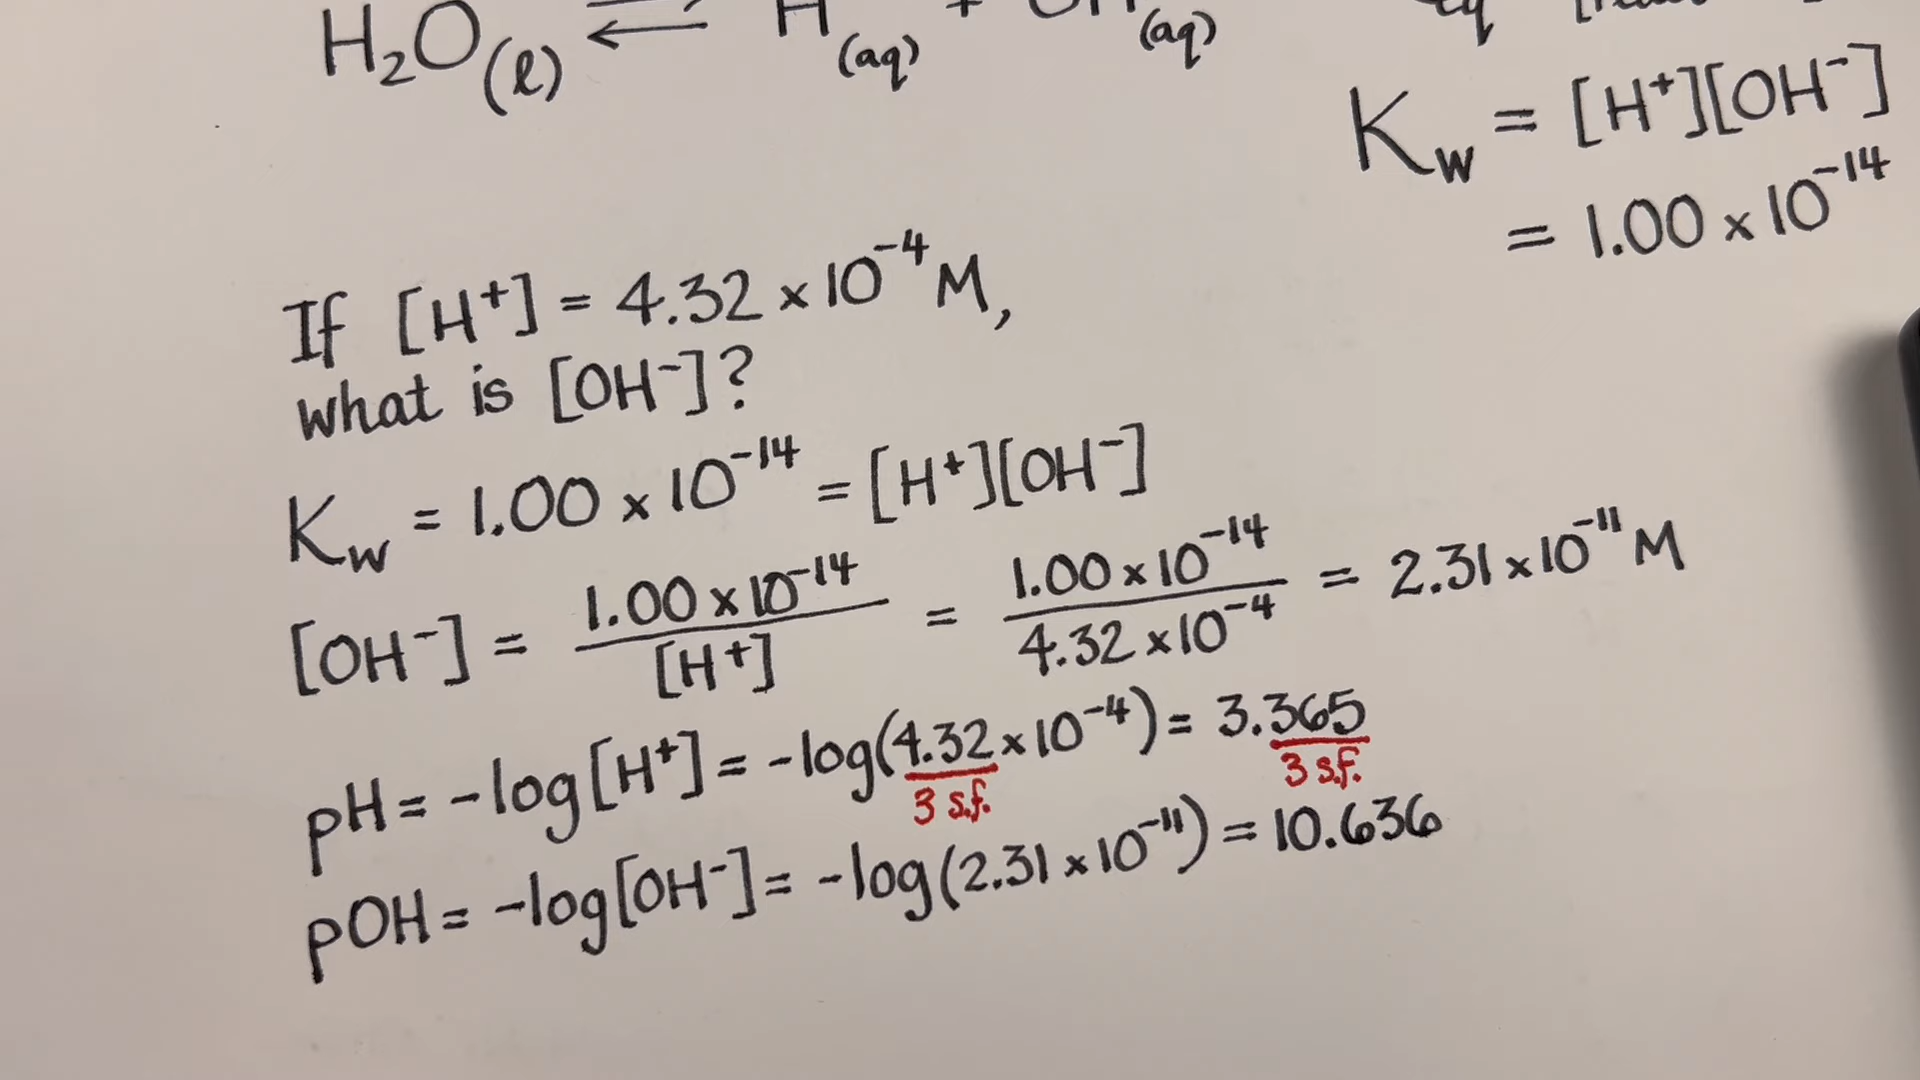 H₂O(l) ⇌ H (aq) + OH (aq)
Kw = [H⁺][OH⁻]
= 1.00 × 10⁻¹⁴
If [H⁺] = 4.32 × 10⁻⁴ M,
what is [OH⁻]?
Kw = 1.00 × 10⁻¹⁴ = [H⁺][OH⁻]
[OH⁻] = 1.00 × 10⁻¹⁴ / [H⁺] = 1.00 × 10⁻¹⁴ / 4.32 × 10⁻⁴ = 2.31 × 10⁻¹¹ M
pH = -log[H⁺] = -log(4.32 × 10⁻⁴) = 3.365
3 s.f. 3 s.f.
pOH = -log[OH⁻] = -log(2.31 × 10⁻¹¹) = 10.636